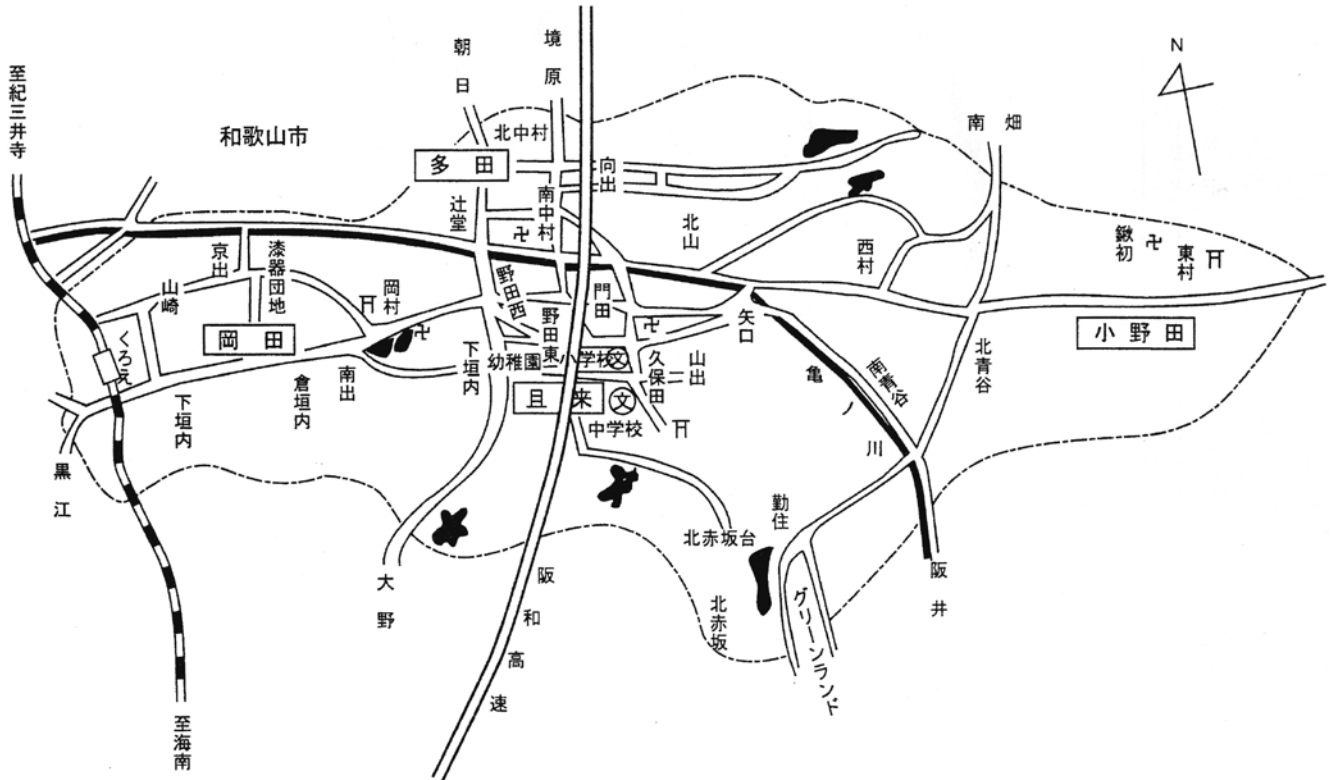 至紀三井寺
和歌山市
朝日
境原
N
南畑
北中村
多田
向出
辻堂
南中村
卍
北山
西村
鍬初
卍
東村
京出
漆器団地
山崎
岡村
野田西
門田
岡田
卍
くろえ
下垣内
野田東
幼稚園
小学校
文
卍
久保田
山出
矢口
小野田
北青谷
南青谷
亀ノ川
下垣内
倉垣内
南出
且来
文
中学校
黒江
勤住
北赤坂台
大野
阪和高速
北赤坂
グリーンランド
阪井
至海南